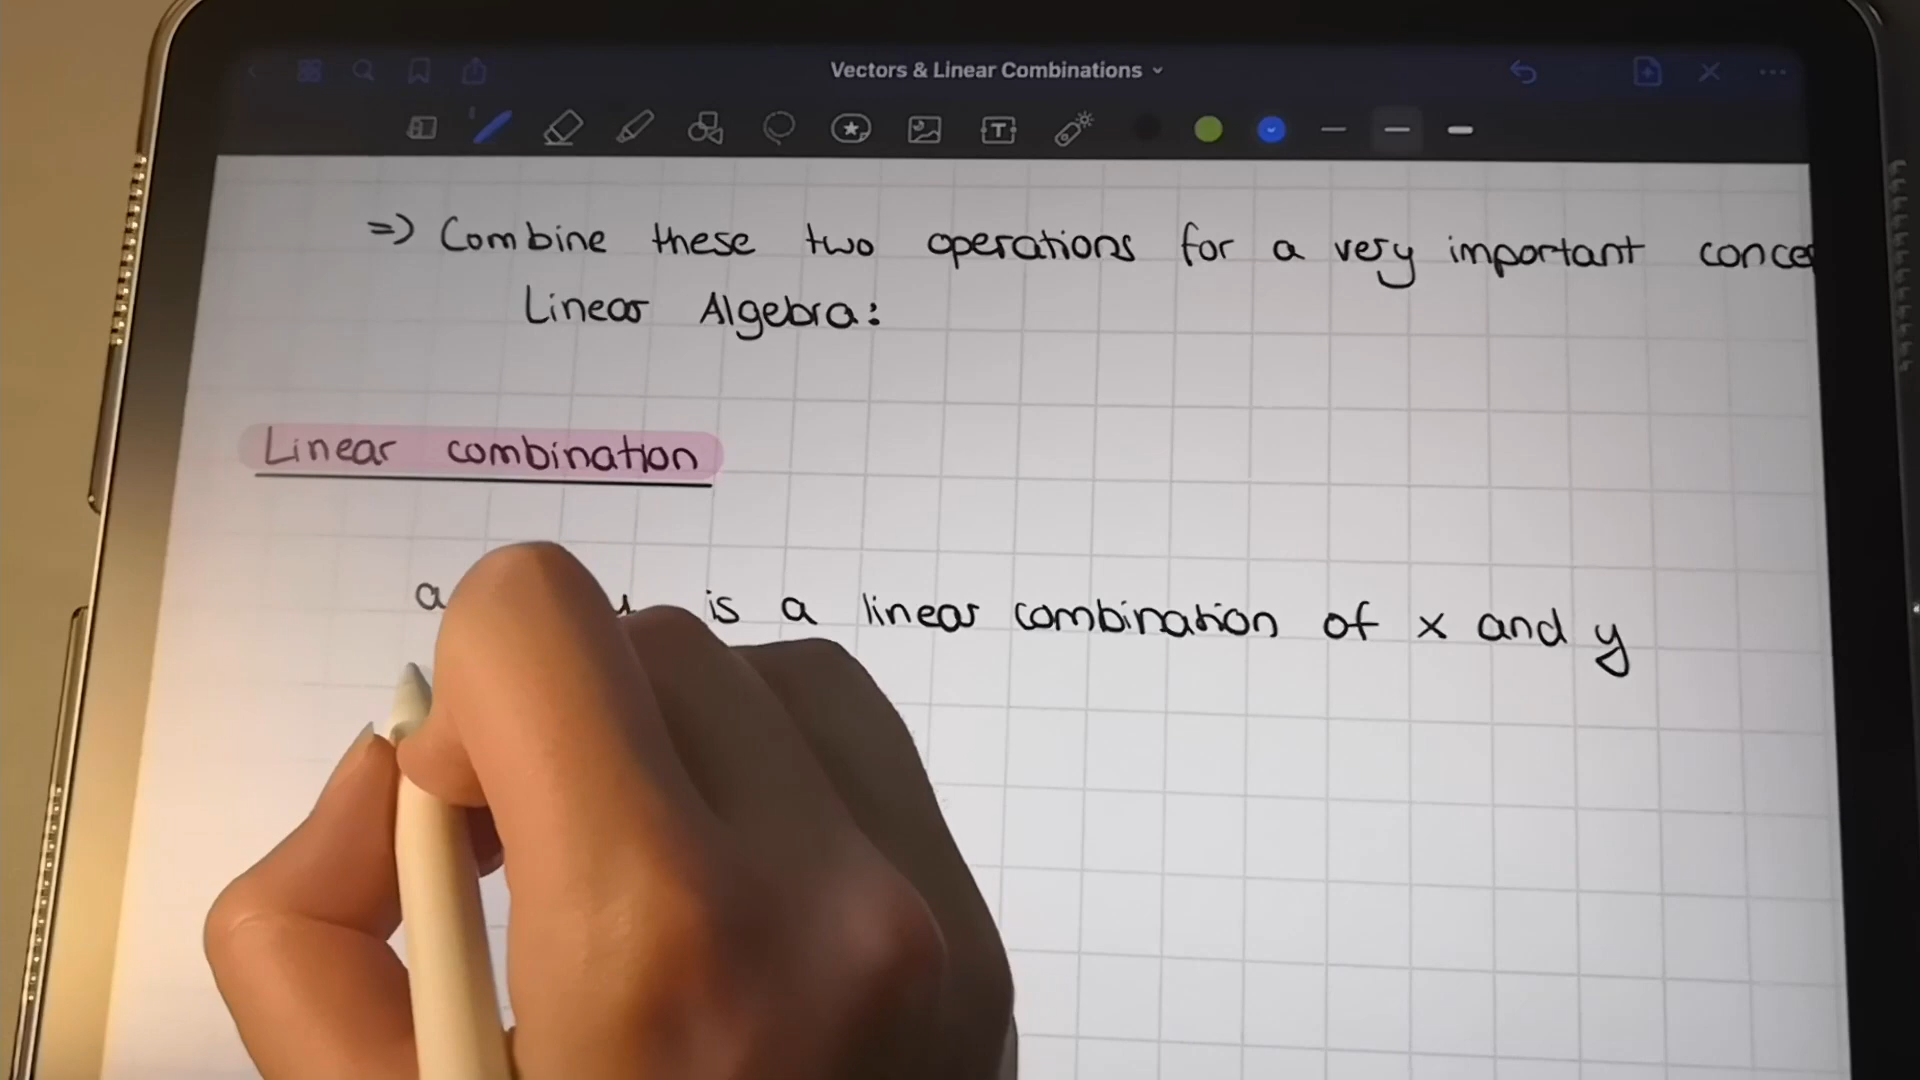 Vectors & Linear Combinations
=> Combine these two operations for a very important
Linear Algebra:
Linear combination
is a linear combination of x and y